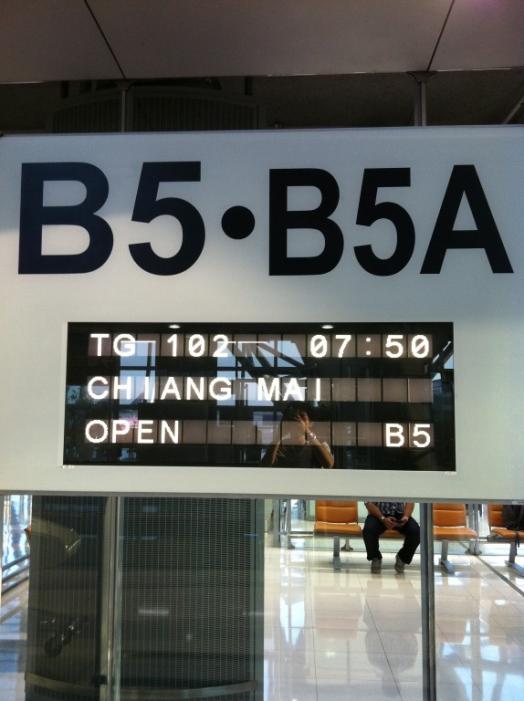 B5•B5A
TG 102 07:50
CHIANG MAI
OPEN B5